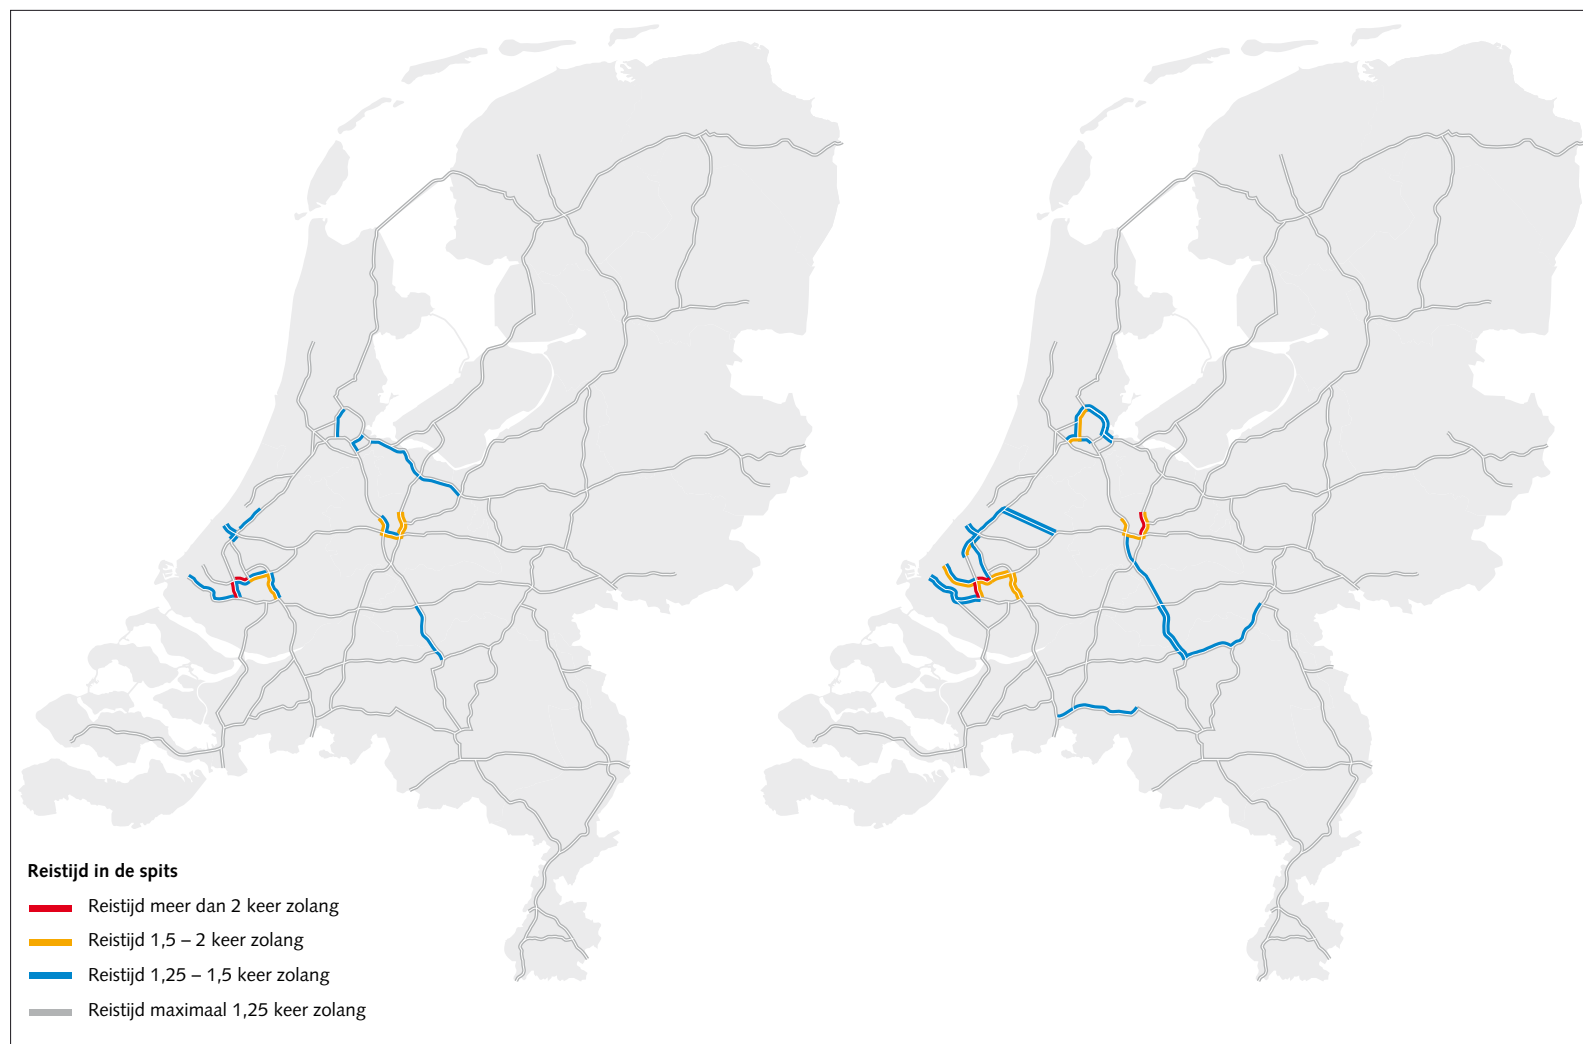 Reistijd in de spits
Reistijd meer dan 2 keer zolang
Reistijd 1,5 – 2 keer zolang
Reistijd 1,25 – 1,5 keer zolang
Reistijd maximaal 1,25 keer zolang